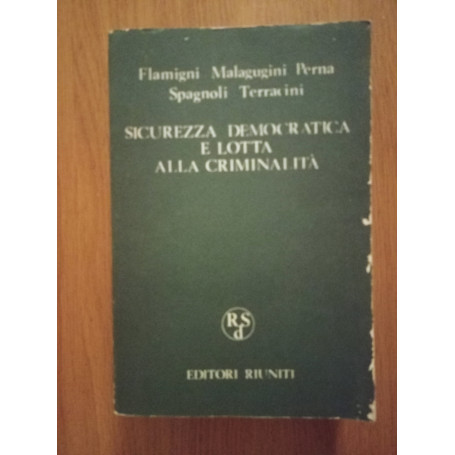 Flamigni Malagugini Perna
Spagnoli Terracini
SICUREZZA DEMOCRATICA
E LOTTA
ALLA CRIMINALITÀ
RSd
EDITORI RIUNITI